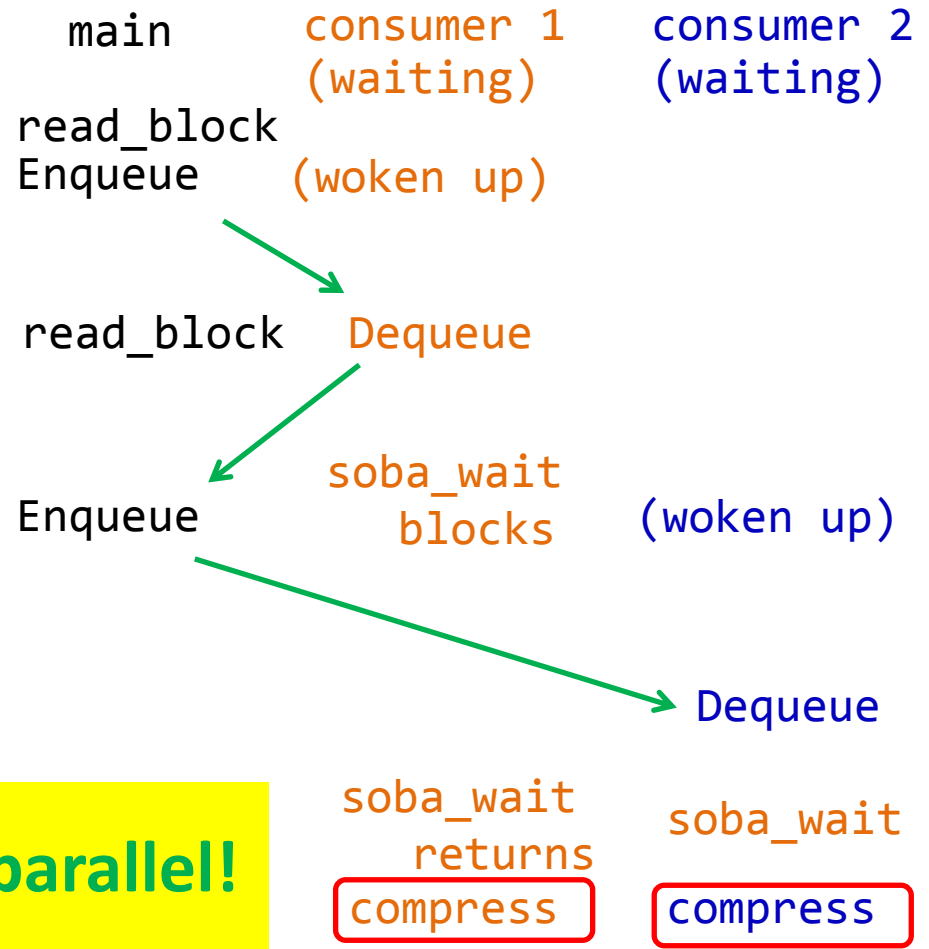 main consumer 1 consumer 2
(waiting) (waiting)
read_block
Enqueue (woken up)
read_block Dequeue
soba_wait
Enqueue blocks (woken up)
Dequeue
soba_wait soba_wait
parallel! returns
compress compress